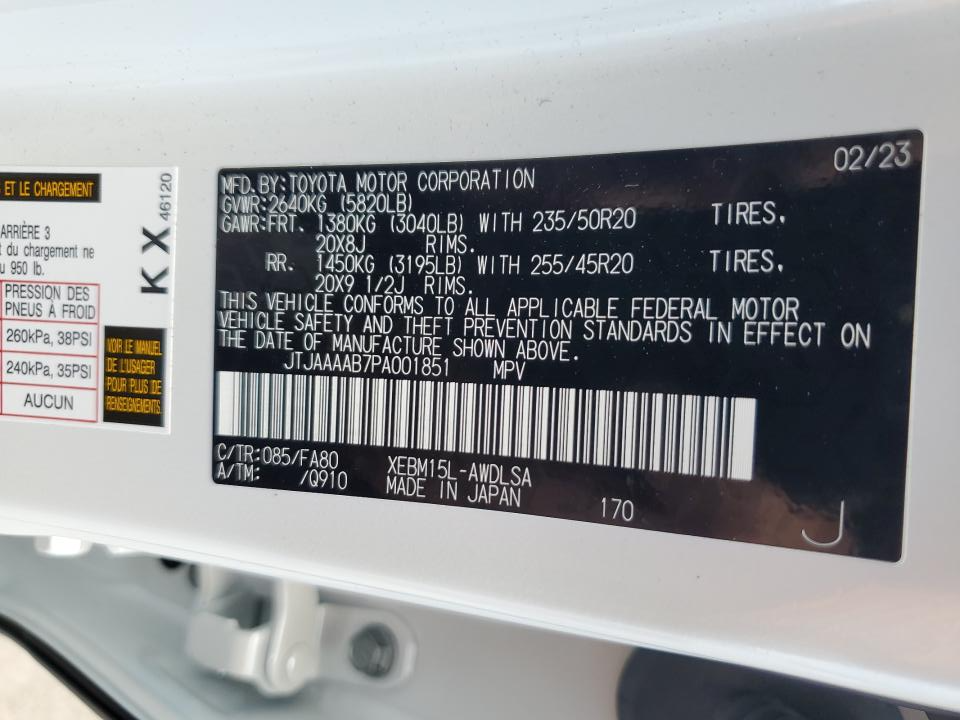 ET LE CHARGEMENT
ARRIÈRE 3
du chargement ne
950 lb.
PRESSION DES
PNEUS À FROID
260kPa, 38PSI
240kPa, 35PSI
AUCUN
KX
46120
VOIR LE MANUEL
DE L'USAGER
POUR PLUS DE
RENSEIGNEMENTS.
02/23
MFD. BY: TOYOTA MOTOR CORPORATION
GVWR: 2640KG (5820LB)
GAWR: FRT. 1380KG (3040LB) WITH 235/50R20 TIRES,
20X8J RIMS.
RR. 1450KG (3195LB) WITH 255/45R20 TIRES,
20X9 1/2J RIMS.
THIS VEHICLE CONFORMS TO ALL APPLICABLE FEDERAL MOTOR
VEHICLE SAFETY AND THEFT PREVENTION STANDARDS IN EFFECT ON
THE DATE OF MANUFACTURE SHOWN ABOVE.
JTJAAAAB7PA001851 MPV
C/TR: 085/FA80 XEBM15L-AWDLSA
A/TM: /Q910 MADE IN JAPAN
170
J